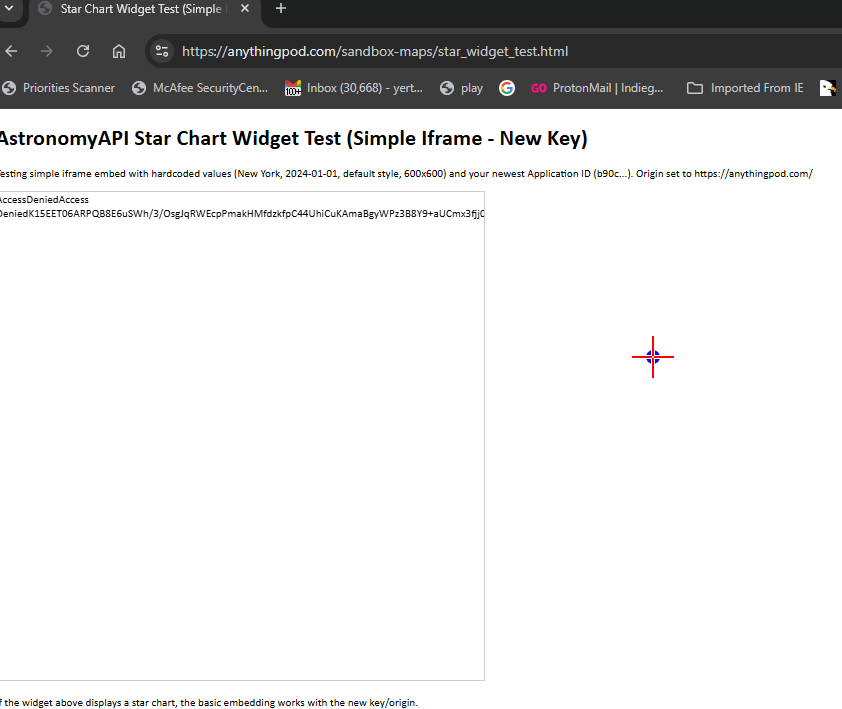 Star Chart Widget Test (Simple I
https://anythingpod.com/sandbox-maps/star_widget_test.html
Priorities Scanner
McAfee SecurityCen...
100+
Inbox (30,668) - yert...
play
G
GO
ProtonMail | Indieg...
Imported From IE
AstronomyAPI Star Chart Widget Test (Simple Iframe - New Key)
esting simple iframe embed with hardcoded values (New York, 2024-01-01, default style, 600x600) and your newest Application ID (b90c...). Origin set to https://anythingpod.com/
AccessDeniedAccess
DeniedK15EET06ARPQB8E6uSWh/3/OsgJqRWEcpPmakHMfdzkfpC44UhiCuKAmaBgyWPz3B8Y9+aUCmx3fjj
f the widget above displays a star chart, the basic embedding works with the new key/origin.